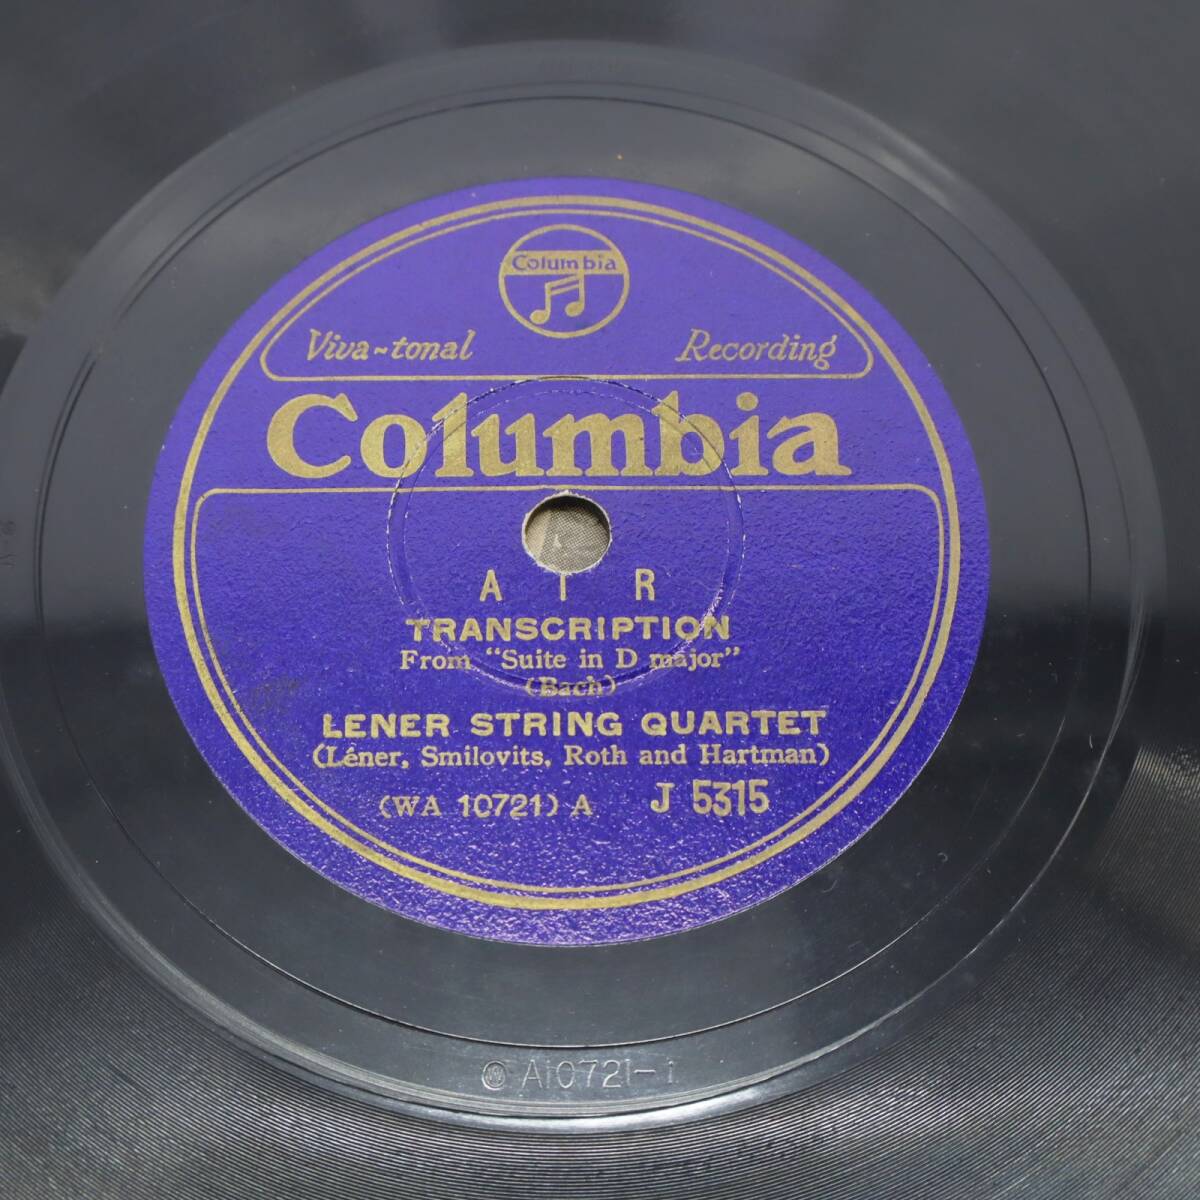 Columbia
Viva-tonal Recording
Columbia
AIR
TRANSCRIPTION
From "Suite in D major"
(Bach)
LENER STRING QUARTET
(Léner, Smilovits, Roth and Hartman)
(WA 10721) A J 5315
Ⓦ A10721-1